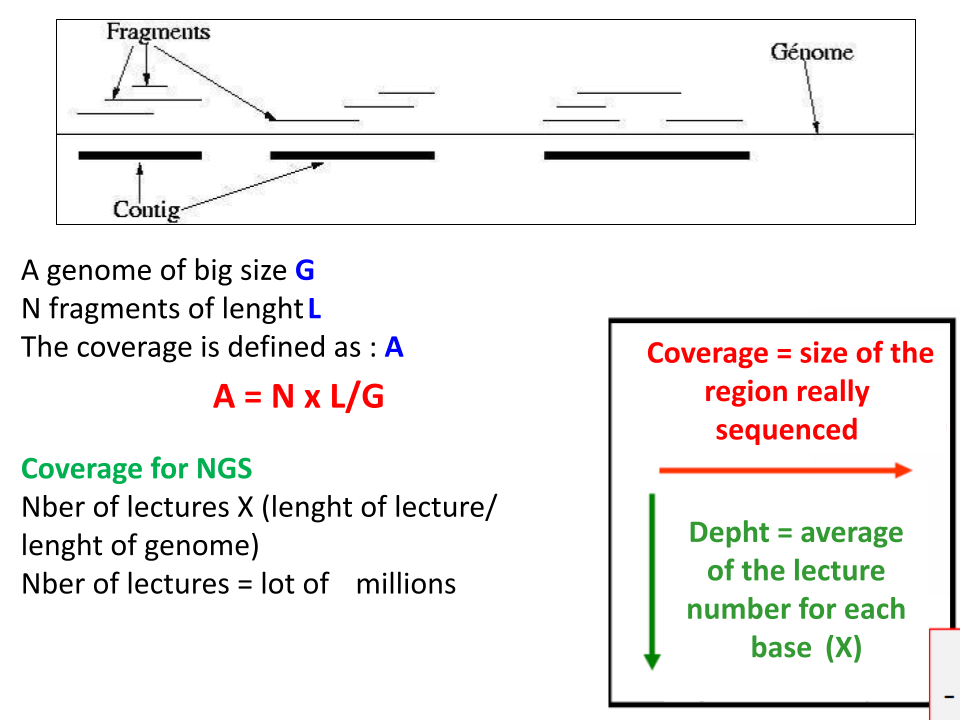 Fragments
Génome
Contig
A genome of big size G
N fragments of lenght L
The coverage is defined as : A
A = N x L/G
Coverage for NGS
Nber of lectures X (lenght of lecture/
lenght of genome)
Nber of lectures = lot of millions
Coverage = size of the
region really
sequenced
Depht = average
of the lecture
number for each
base (X)
-